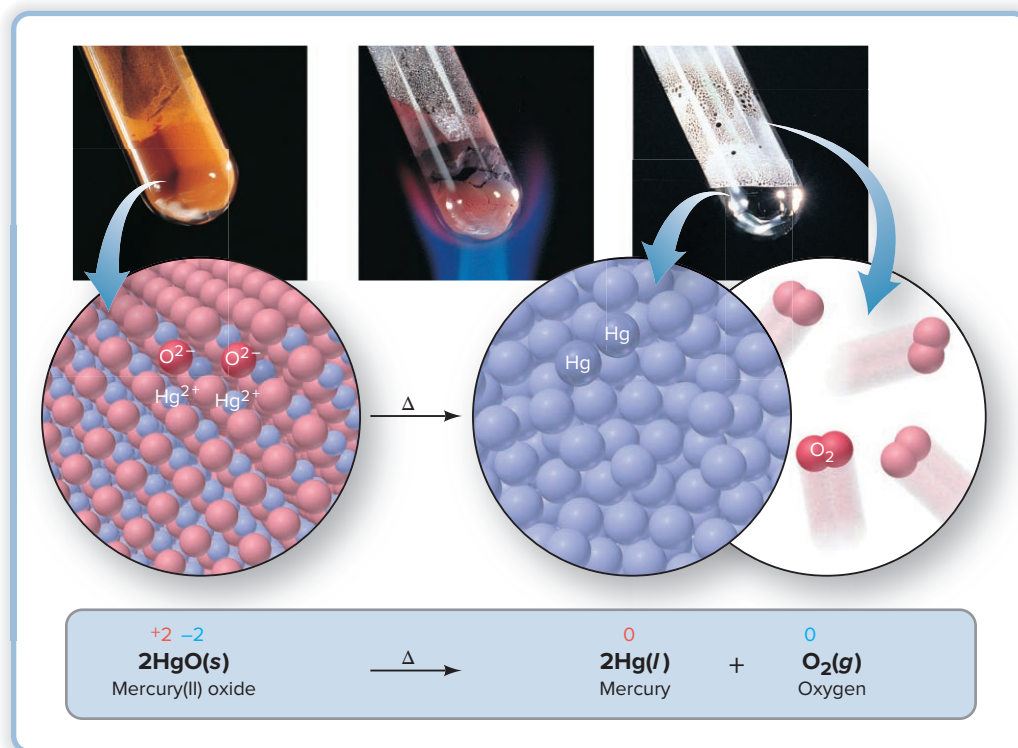 O²⁻ O²⁻
Hg²⁺ Hg²⁺
Δ
Hg
Hg
O₂
+2 −2 0 0
2HgO(s) Δ 2Hg(l) + O₂(g)
Mercury(II) oxide Mercury Oxygen